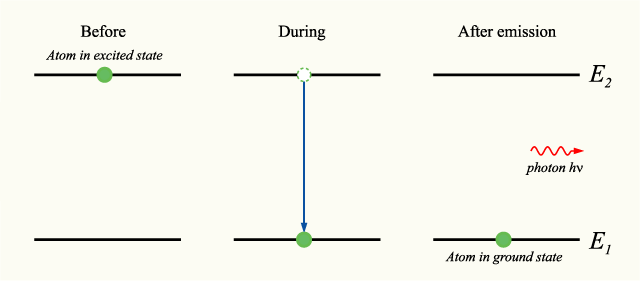 Before
Atom in excited state
During
After emission
E2
photon hν
E1
Atom in ground state